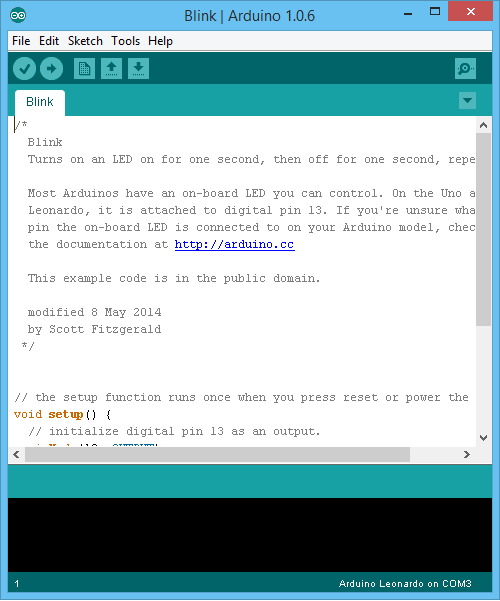 Blink | Arduino 1.0.6
File Edit Sketch Tools Help
Blink
/*
Blink
Turns on an LED on for one second, then off for one second, repe
Most Arduinos have an on-board LED you can control. On the Uno a
Leonardo, it is attached to digital pin 13. If you're unsure wha
pin the on-board LED is connected to on your Arduino model, chec
the documentation at http://arduino.cc
This example code is in the public domain.
modified 8 May 2014
by Scott Fitzgerald
*/
// the setup function runs once when you press reset or power the
void setup() {
// initialize digital pin 13 as an output.
1
Arduino Leonardo on COM3